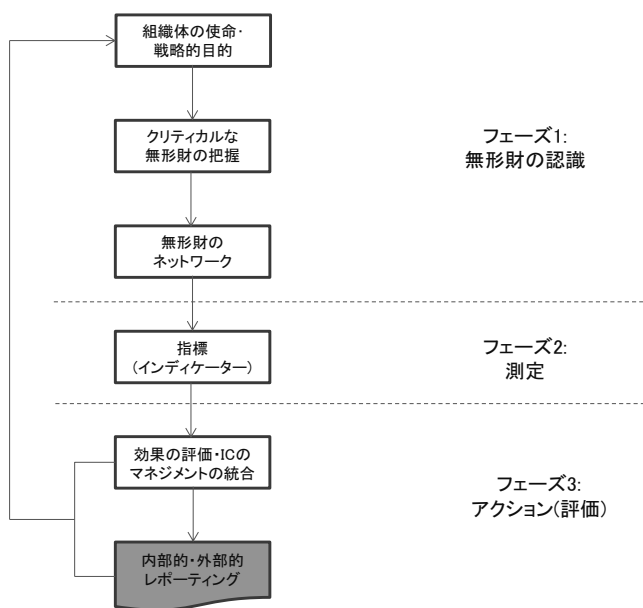 組織体の使命・
戦略的目的
クリティカルな
無形財の把握
フェーズ1:
無形財の認識
無形財の
ネットワーク
指標
(インディケーター)
フェーズ2:
測定
効果の評価・ICの
マネジメントの統合
フェーズ3:
アクション(評価)
内部的・外部的
レポーティング